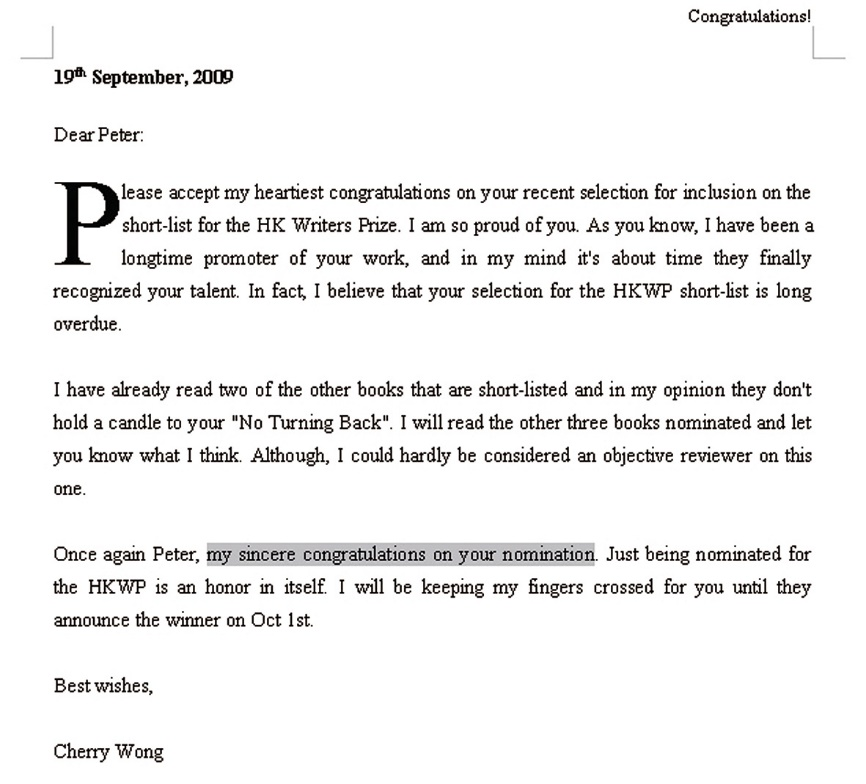 Congratulations!
19th September, 2009
Dear Peter:
Please accept my heartiest congratulations on your recent selection for inclusion on the
short-list for the HK Writers Prize. I am so proud of you. As you know, I have been a
longtime promoter of your work, and in my mind it's about time they finally
recognized your talent. In fact, I believe that your selection for the HKWP short-list is long
overdue.
I have already read two of the other books that are short-listed and in my opinion they don't
hold a candle to your "No Turning Back". I will read the other three books nominated and let
you know what I think. Although, I could hardly be considered an objective reviewer on this
one.
Once again Peter, my sincere congratulations on your nomination. Just being nominated for
the HKWP is an honor in itself. I will be keeping my fingers crossed for you until they
announce the winner on Oct 1st.
Best wishes,
Cherry Wong